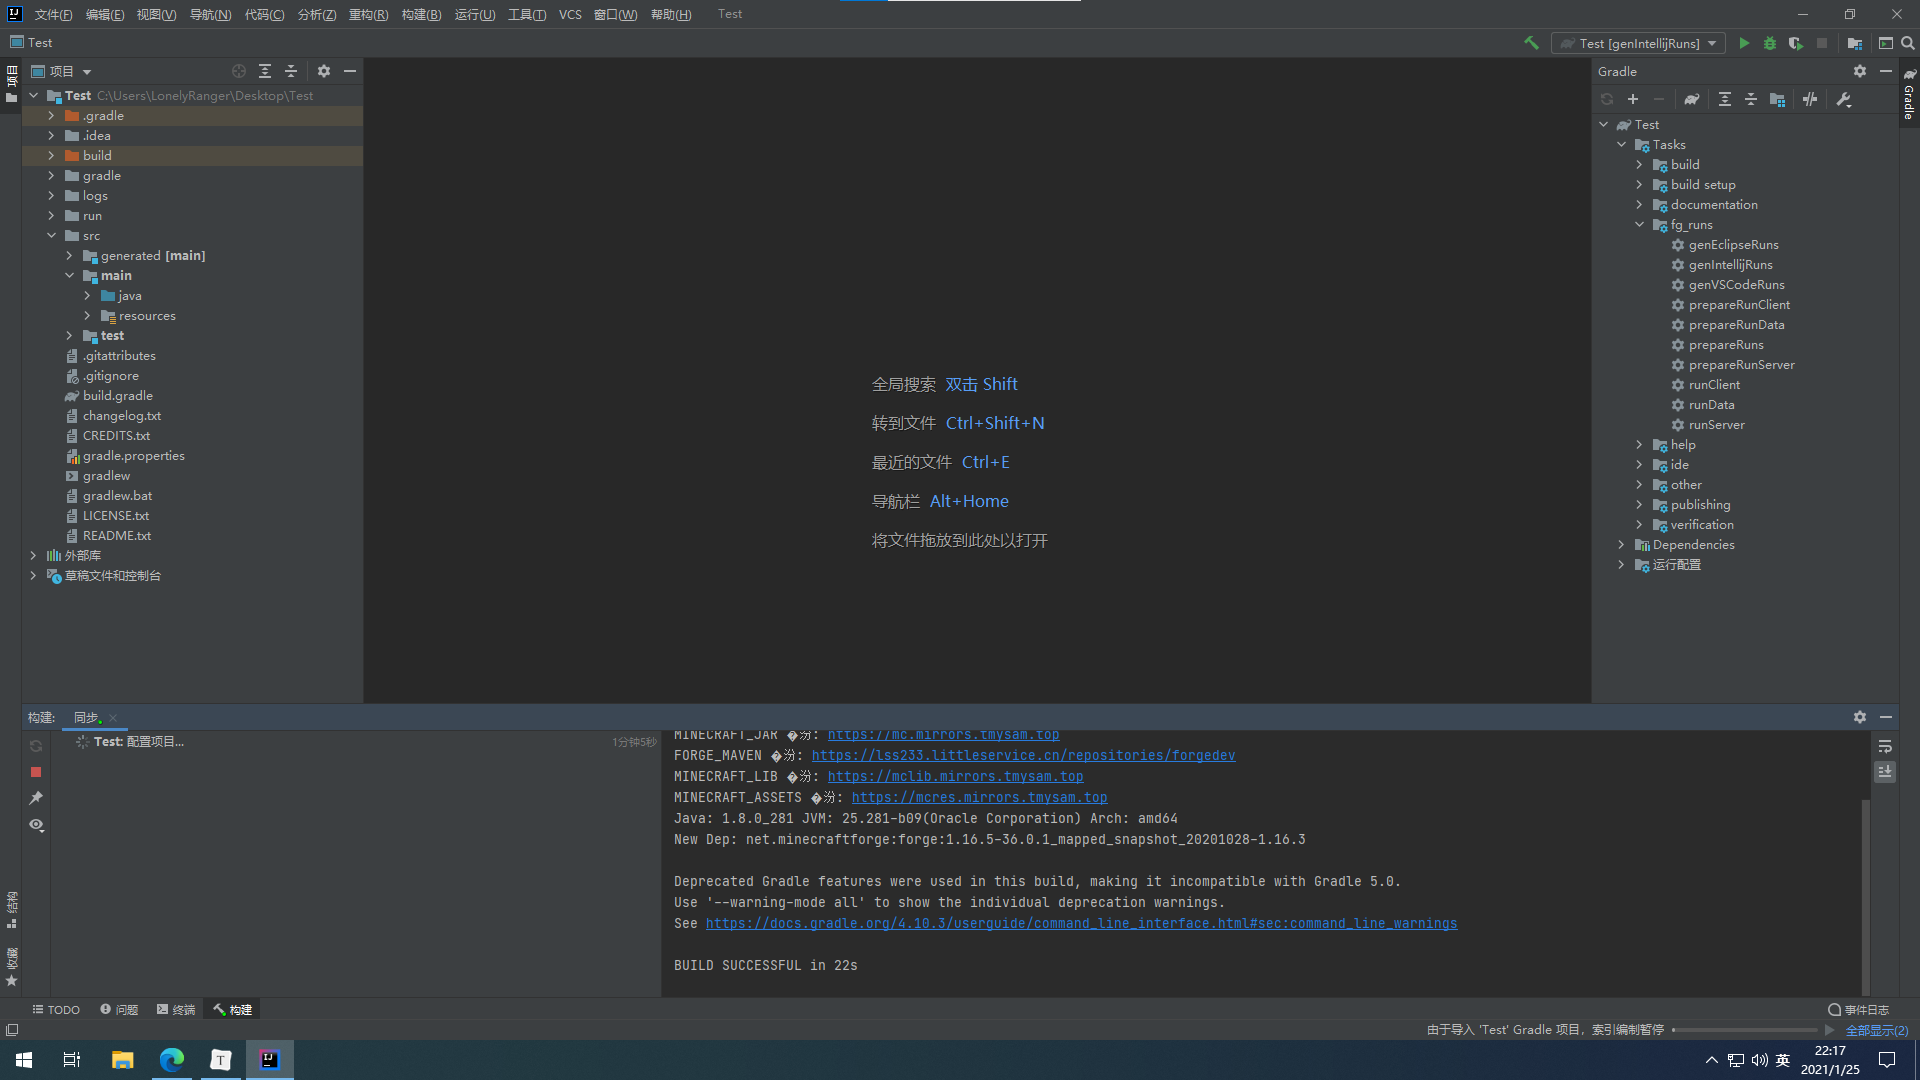 文件(F) 编辑(E) 视图(V) 导航(N) 代码(C) 分析(Z) 重构(R) 构建(B) 运行(U) 工具(T) VCS 窗口(W) 帮助(H) Test
Test
Test [genIntellijRuns]
项目
项目
Test C:\Users\LonelyRanger\Desktop\Test
.gradle
.idea
build
gradle
logs
run
src
generated [main]
main
java
resources
test
.gitattributes
.gitignore
build.gradle
changelog.txt
CREDITS.txt
gradle.properties
gradlew
gradlew.bat
LICENSE.txt
README.txt
外部库
草稿文件和控制台
全局搜索 双击 Shift
转到文件 Ctrl+Shift+N
最近的文件 Ctrl+E
导航栏 Alt+Home
将文件拖放到此处以打开
Gradle
Gradle
Test
Tasks
build
build setup
documentation
fg_runs
genEclipseRuns
genIntellijRuns
genVSCodeRuns
prepareRunClient
prepareRunData
prepareRuns
prepareRunServer
runClient
runData
runServer
help
ide
other
publishing
verification
Dependencies
运行配置
构建: 同步
Test: 配置项目... 1分钟5秒
MINECRAFT_JAR �汾: https://mc.mirrors.tmysam.top
FORGE_MAVEN �汾: https://lss233.littleservice.cn/repositories/forgedev
MINECRAFT_LIB �汾: https://mclib.mirrors.tmysam.top
MINECRAFT_ASSETS �汾: https://mcres.mirrors.tmysam.top
Java: 1.8.0_281 JVM: 25.281-b09(Oracle Corporation) Arch: amd64
New Dep: net.minecraftforge:forge:1.16.5-36.0.1_mapped_snapshot_20201028-1.16.3
Deprecated Gradle features were used in this build, making it incompatible with Gradle 5.0.
Use '--warning-mode all' to show the individual deprecation warnings.
See https://docs.gradle.org/4.10.3/userguide/command_line_interface.html#sec:command_line_warnings
BUILD SUCCESSFUL in 22s
结构
收藏
TODO 问题 终端 构建 事件日志
由于导入 'Test' Gradle 项目，索引编制暂停 全部显示(2)
英
22:17
2021/1/25